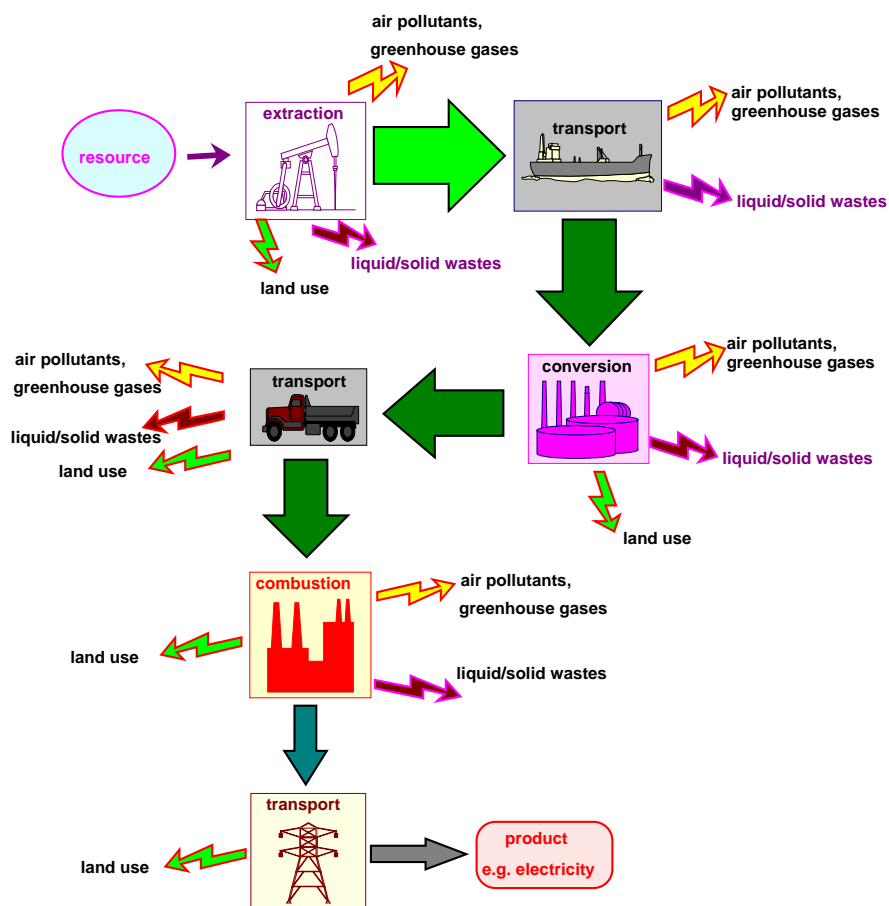 air pollutants,
greenhouse gases
extraction
resource
liquid/solid wastes
land use
transport
air pollutants,
greenhouse gases
liquid/solid wastes
conversion
air pollutants,
greenhouse gases
liquid/solid wastes
land use
transport
air pollutants,
greenhouse gases
liquid/solid wastes
land use
combustion
air pollutants,
greenhouse gases
land use
liquid/solid wastes
transport
land use
product
e.g. electricity